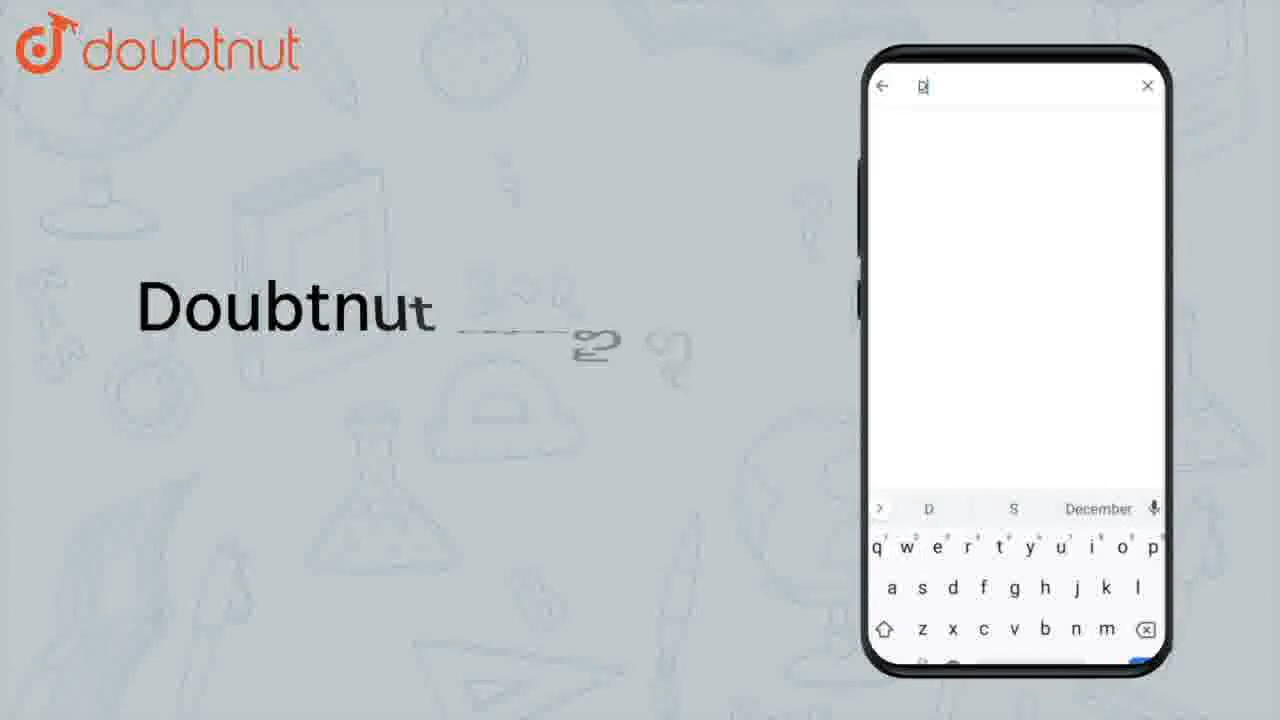 doubtnut
D
Doubtnut
D S December
q w e r t y u i o p
a s d f g h j k l
z x c v b n m